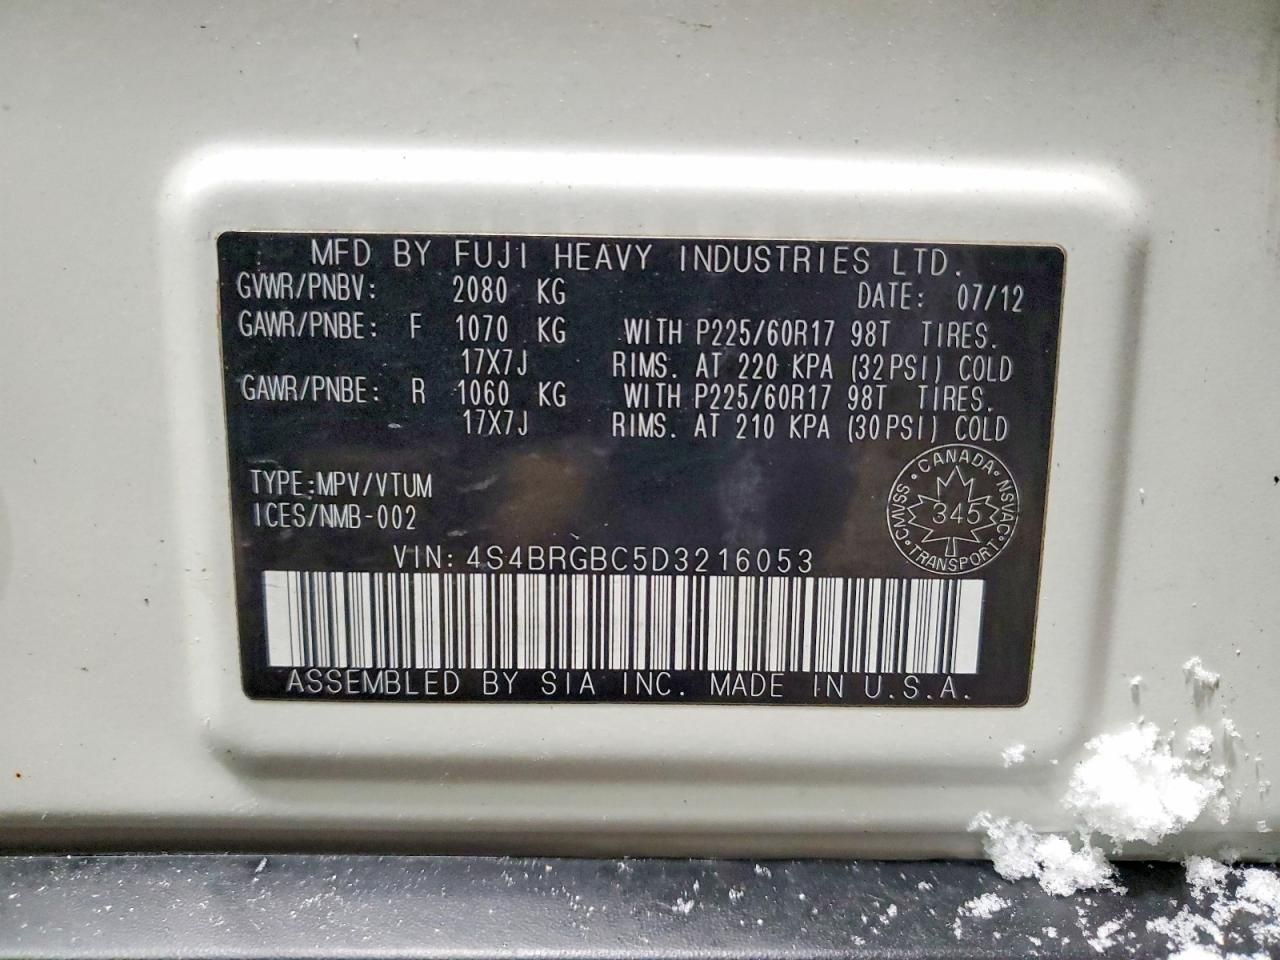 MFD BY FUJI HEAVY INDUSTRIES LTD.
GVWR/PNBV: 2080 KG DATE: 07/12
GAWR/PNBE: F 1070 KG WITH P225/60R17 98T TIRES.
17X7J RIMS. AT 220 KPA (32PSI) COLD
GAWR/PNBE: R 1060 KG WITH P225/60R17 98T TIRES.
17X7J RIMS. AT 210 KPA (30PSI) COLD
TYPE:MPV/VTUM
ICES/NMB-002
CANADA
CMVSS NSVAC
345
TRANSPORT
VIN: 4S4BRGBC5D3216053
ASSEMBLED BY SIA INC. MADE IN U.S.A.